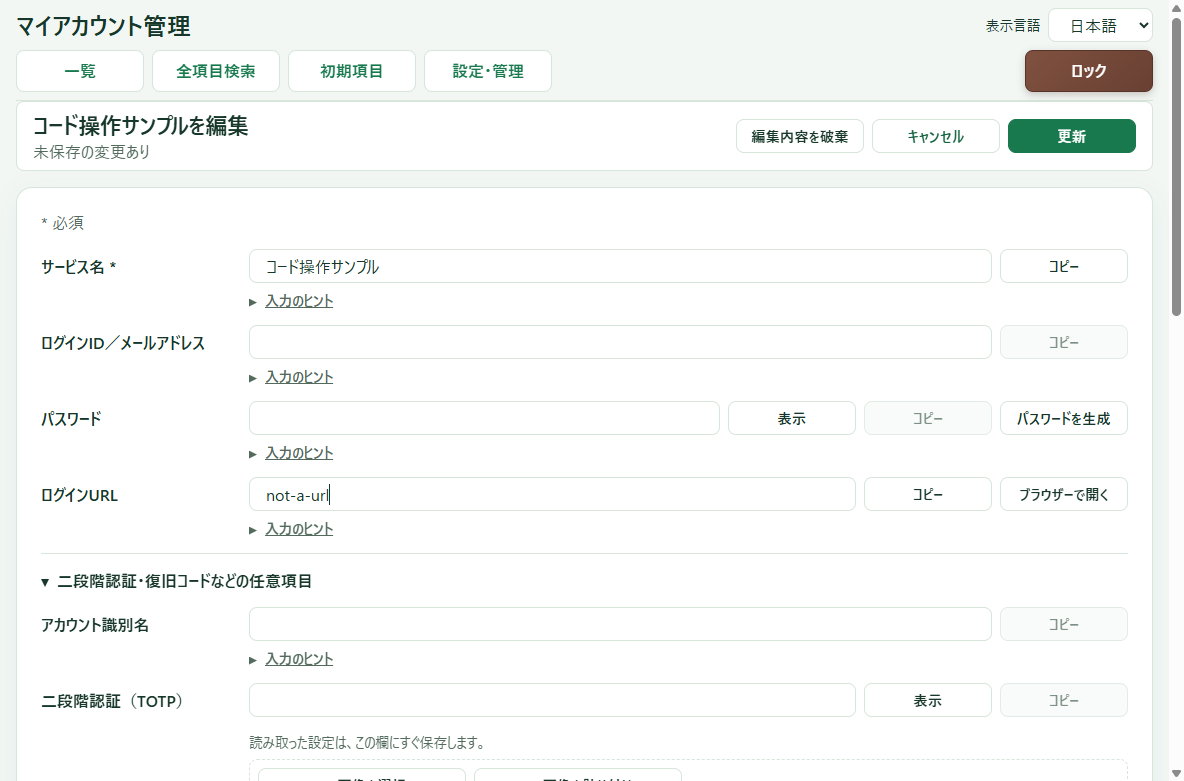 マイアカウント管理
表示言語 日本語
一覧 全項目検索 初期項目 設定・管理 ロック
コード操作サンプルを編集
未保存の変更あり
編集内容を破棄 キャンセル 更新
* 必須
サービス名 * コード操作サンプル コピー
▶ 入力のヒント
ログインID／メールアドレス コピー
▶ 入力のヒント
パスワード 表示 コピー パスワードを生成
▶ 入力のヒント
ログインURL not-a-url コピー ブラウザーで開く
▶ 入力のヒント
▼ 二段階認証・復旧コードなどの任意項目
アカウント識別名 コピー
▶ 入力のヒント
二段階認証（TOTP） 表示 コピー
読み取った設定は、この欄にすぐ保存します。